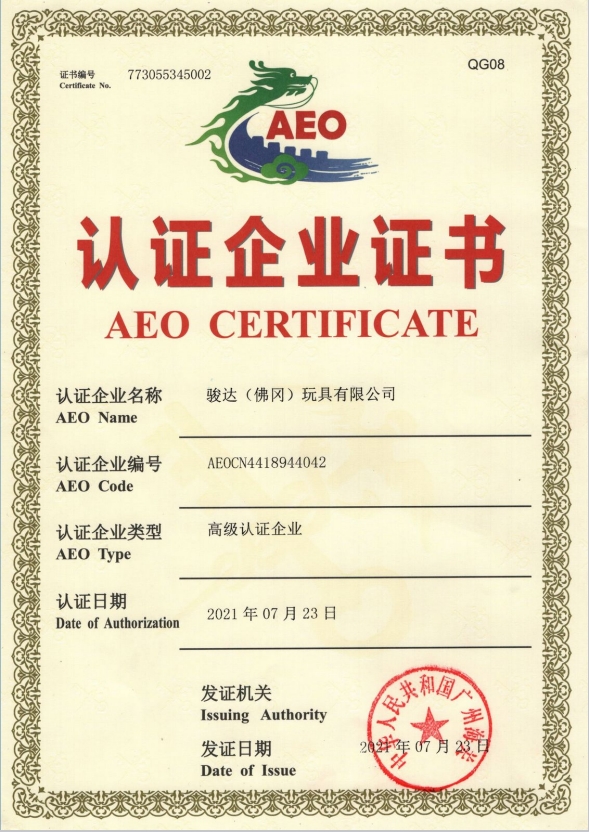 证书编号
Certificate No.
773055345002
QG08
AEO
认证企业证书
AEO CERTIFICATE
认证企业名称
AEO Name
骏达（佛冈）玩具有限公司
认证企业编号
AEO Code
AEOCN4418944042
认证企业类型
AEO Type
高级认证企业
认证日期
Date of Authorization
2021 年 07 月 23 日
发证机关
Issuing Authority
中华人民共和国广州海关
发证日期
Date of Issue
2021 年 07 月 23 日